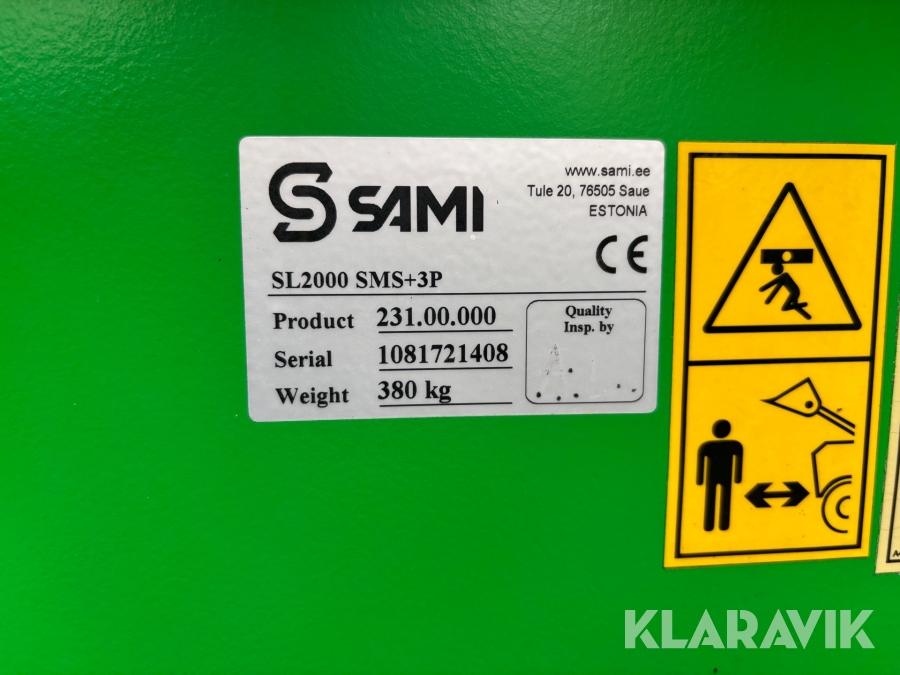 SAMI
www.sami.ee
Tule 20, 76505 Saue
ESTONIA
CE
SL2000 SMS+3P
Product 231.00.000
Serial 1081721408
Weight 380 kg
Quality
Insp. by
KLARAVIK